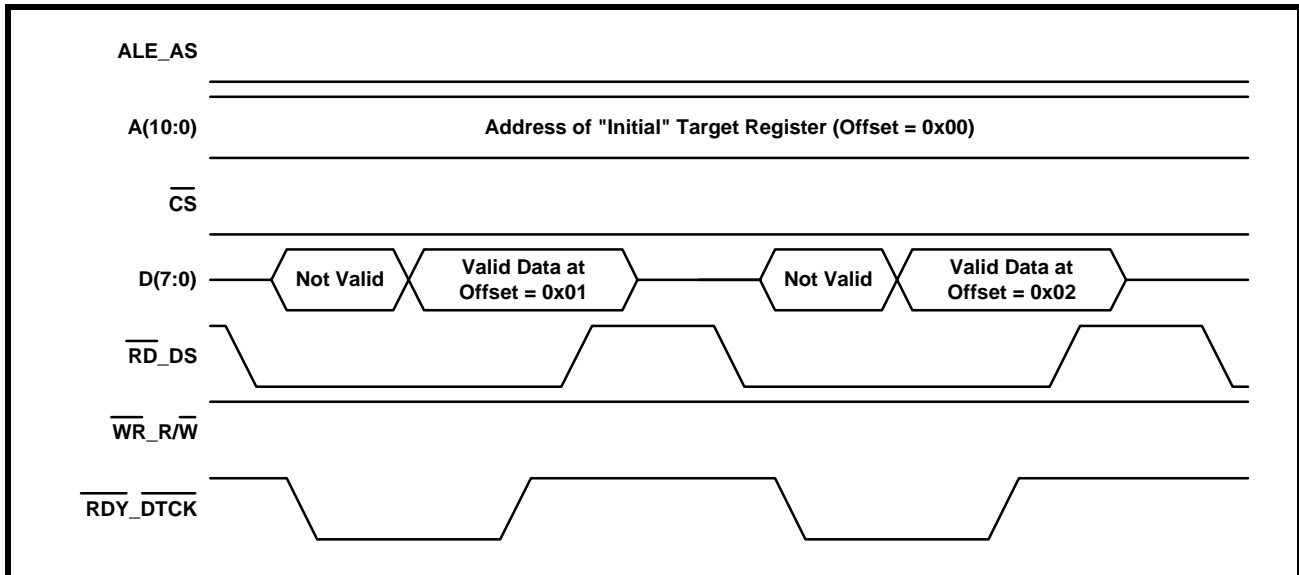 ALE_AS
A(10:0)
Address of "Initial" Target Register (Offset = 0x00)
CS
D(7:0)
Not Valid
Valid Data at
Offset = 0x01
Not Valid
Valid Data at
Offset = 0x02
RD_DS
WR_R/W
RDY_DTCK